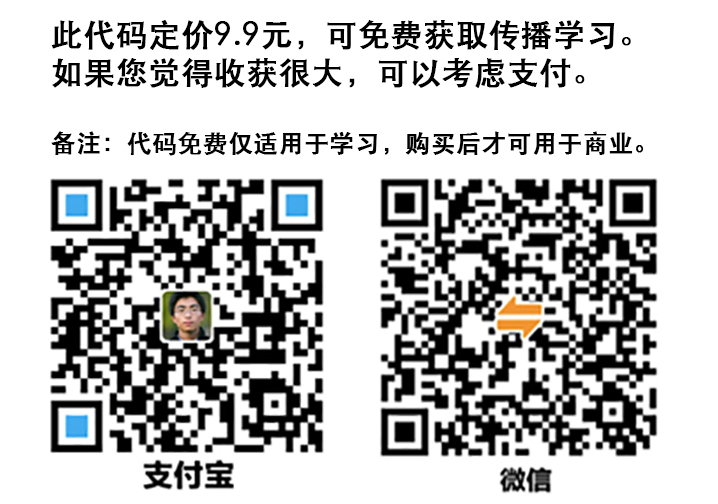 此代码定价9.9元，可免费获取传播学习。
如果您觉得收获很大，可以考虑支付。
备注：代码免费仅适用于学习，购买后才可用于商业。
支付宝
微信